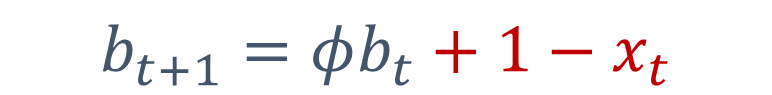 b_{t+1} = ϕb_t + 1 − x_t